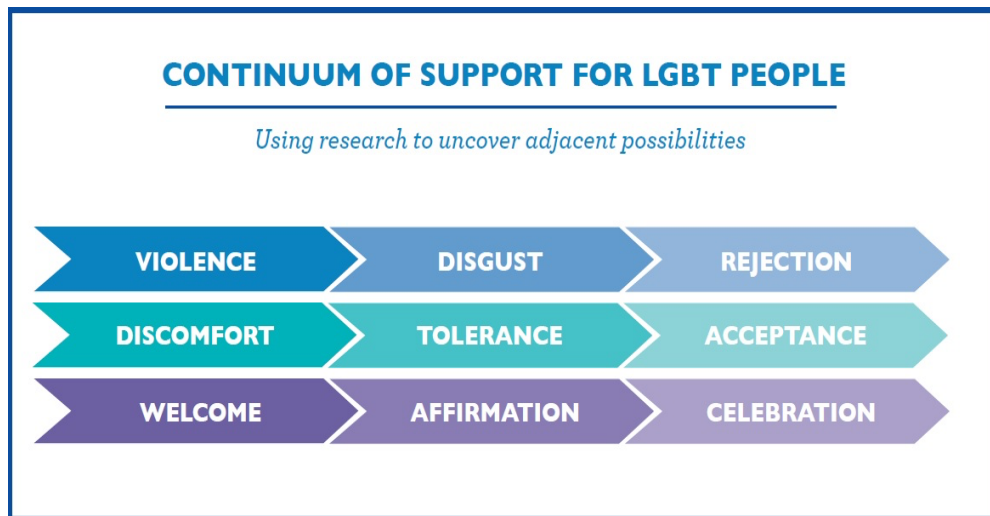 CONTINUUM OF SUPPORT FOR LGBT PEOPLE
Using research to uncover adjacent possibilities
VIOLENCE DISGUST REJECTION
DISCOMFORT TOLERANCE ACCEPTANCE
WELCOME AFFIRMATION CELEBRATION